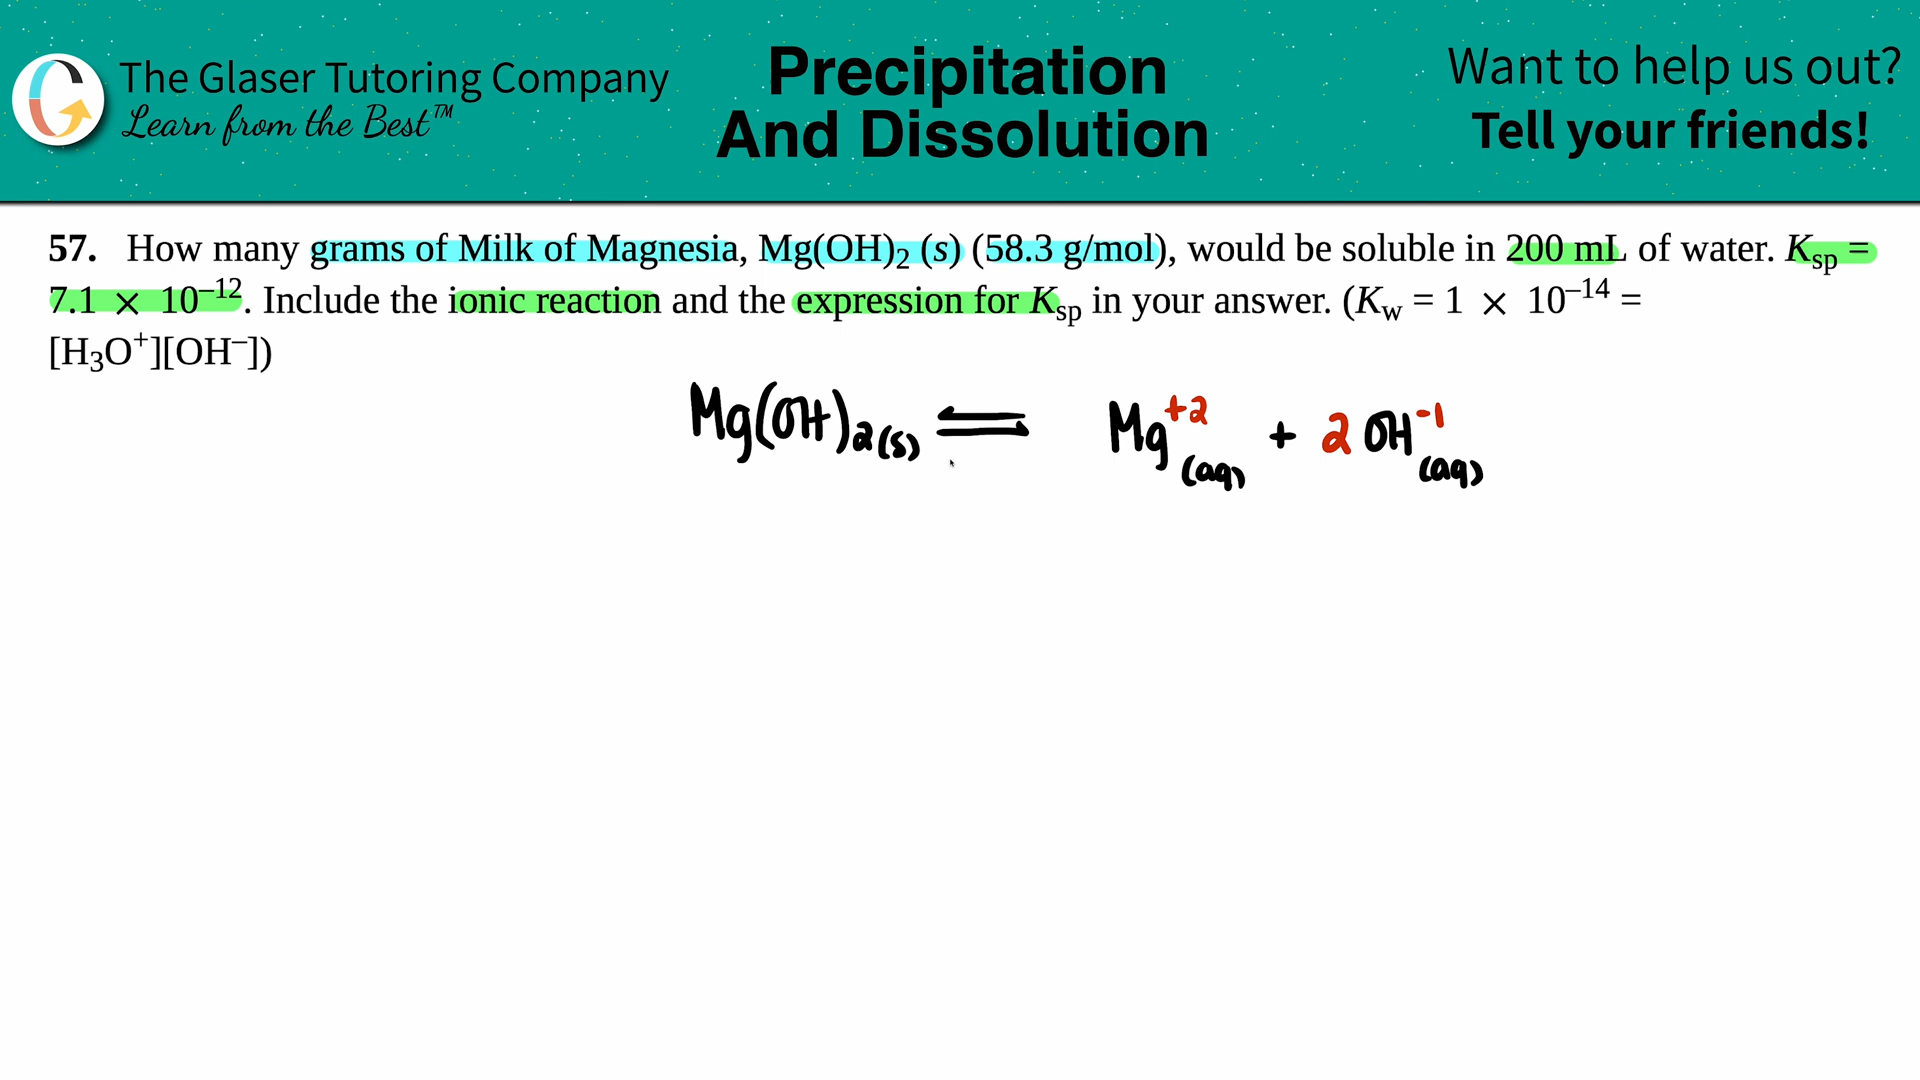 The Glaser Tutoring Company
Learn from the Best™
Precipitation
And Dissolution
Want to help us out?
Tell your friends!
57. How many grams of Milk of Magnesia, Mg(OH)₂ (s) (58.3 g/mol), would be soluble in 200 mL of water. Ksp =
7.1 × 10⁻¹². Include the ionic reaction and the expression for Ksp in your answer. (Kw = 1 × 10⁻¹⁴ =
[H₃O⁺][OH⁻])
Mg(OH)₂(s) ⇌ Mg⁺²(aq) + 2 OH⁻¹(aq)